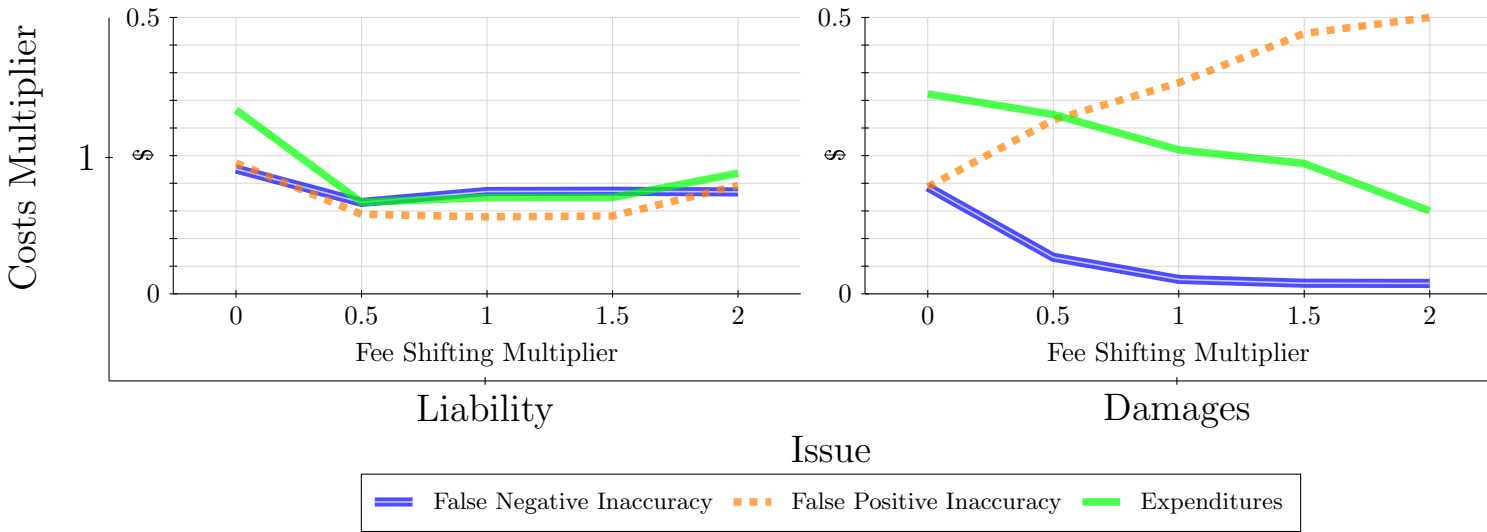 Costs Multiplier
1
0.5
$
0
0 0.5 1 1.5 2
Fee Shifting Multiplier
0.5
$
0
0 0.5 1 1.5 2
Fee Shifting Multiplier
Liability
Damages
Issue
False Negative Inaccuracy False Positive Inaccuracy Expenditures